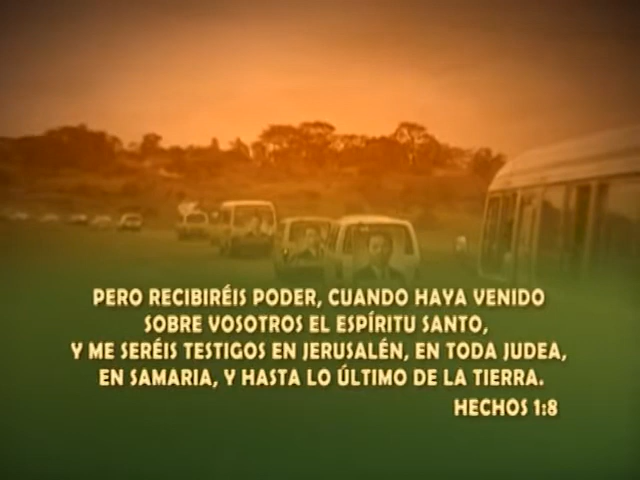 PERO RECIBIRÉIS PODER, CUANDO HAYA VENIDO
SOBRE VOSOTROS EL ESPÍRITU SANTO,
Y ME SERÉIS TESTIGOS EN JERUSALÉN, EN TODA JUDEA,
EN SAMARIA, Y HASTA LO ÚLTIMO DE LA TIERRA.
HECHOS 1:8